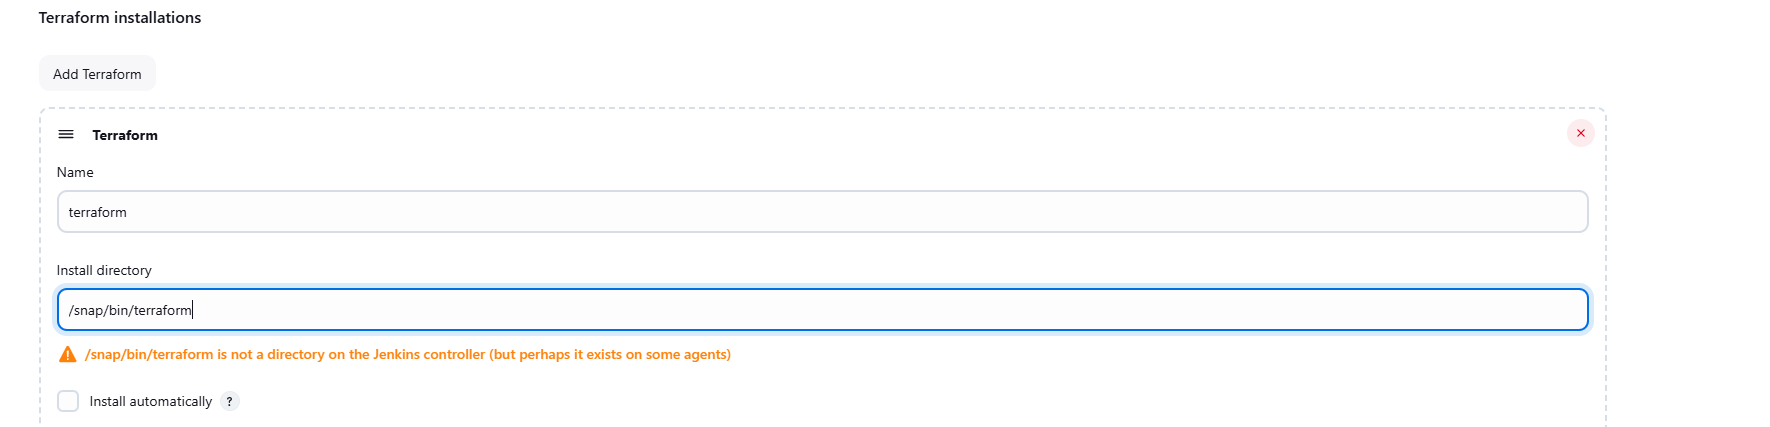 Terraform installations
Add Terraform
Terraform
Name
terraform
Install directory
/snap/bin/terraform
/snap/bin/terraform is not a directory on the Jenkins controller (but perhaps it exists on some agents)
Install automatically ?